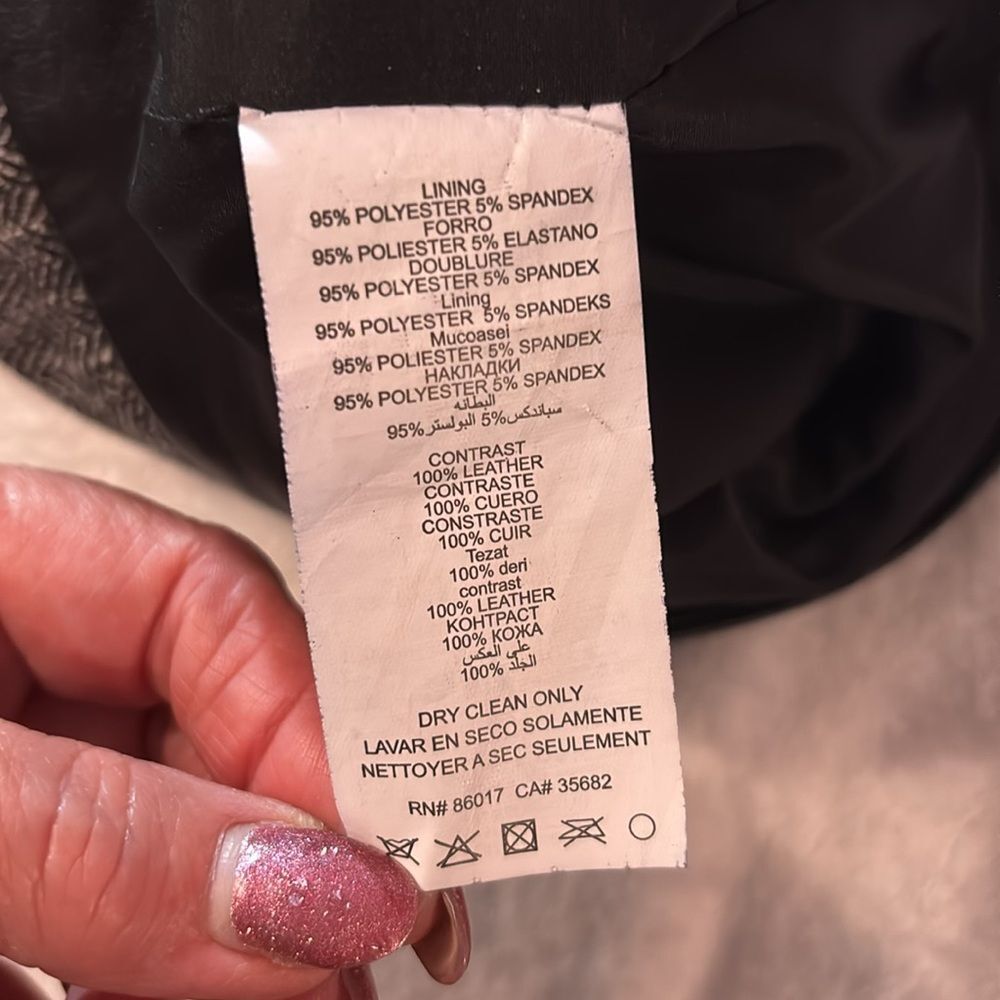 LINING
95% POLYESTER 5% SPANDEX
FORRO
95% POLIESTER 5% ELASTANO
DOUBLURE
95% POLYESTER 5% SPANDEX
Lining
95% POLYESTER 5% SPANDEKS
Mucoasei
95% POLIESTER 5% SPANDEX
НАКЛАДКИ
95% POLYESTER 5% SPANDEX
البطانه
95% البولستر 5% سباندكس
CONTRAST
100% LEATHER
CONTRASTE
100% CUERO
CONSTRASTE
100% CUIR
Tezat
100% deri
contrast
100% LEATHER
КОНТРАСТ
100% КОЖА
على العكس
100% الجلد
DRY CLEAN ONLY
LAVAR EN SECO SOLAMENTE
NETTOYER A SEC SEULEMENT
RN# 86017 CA# 35682